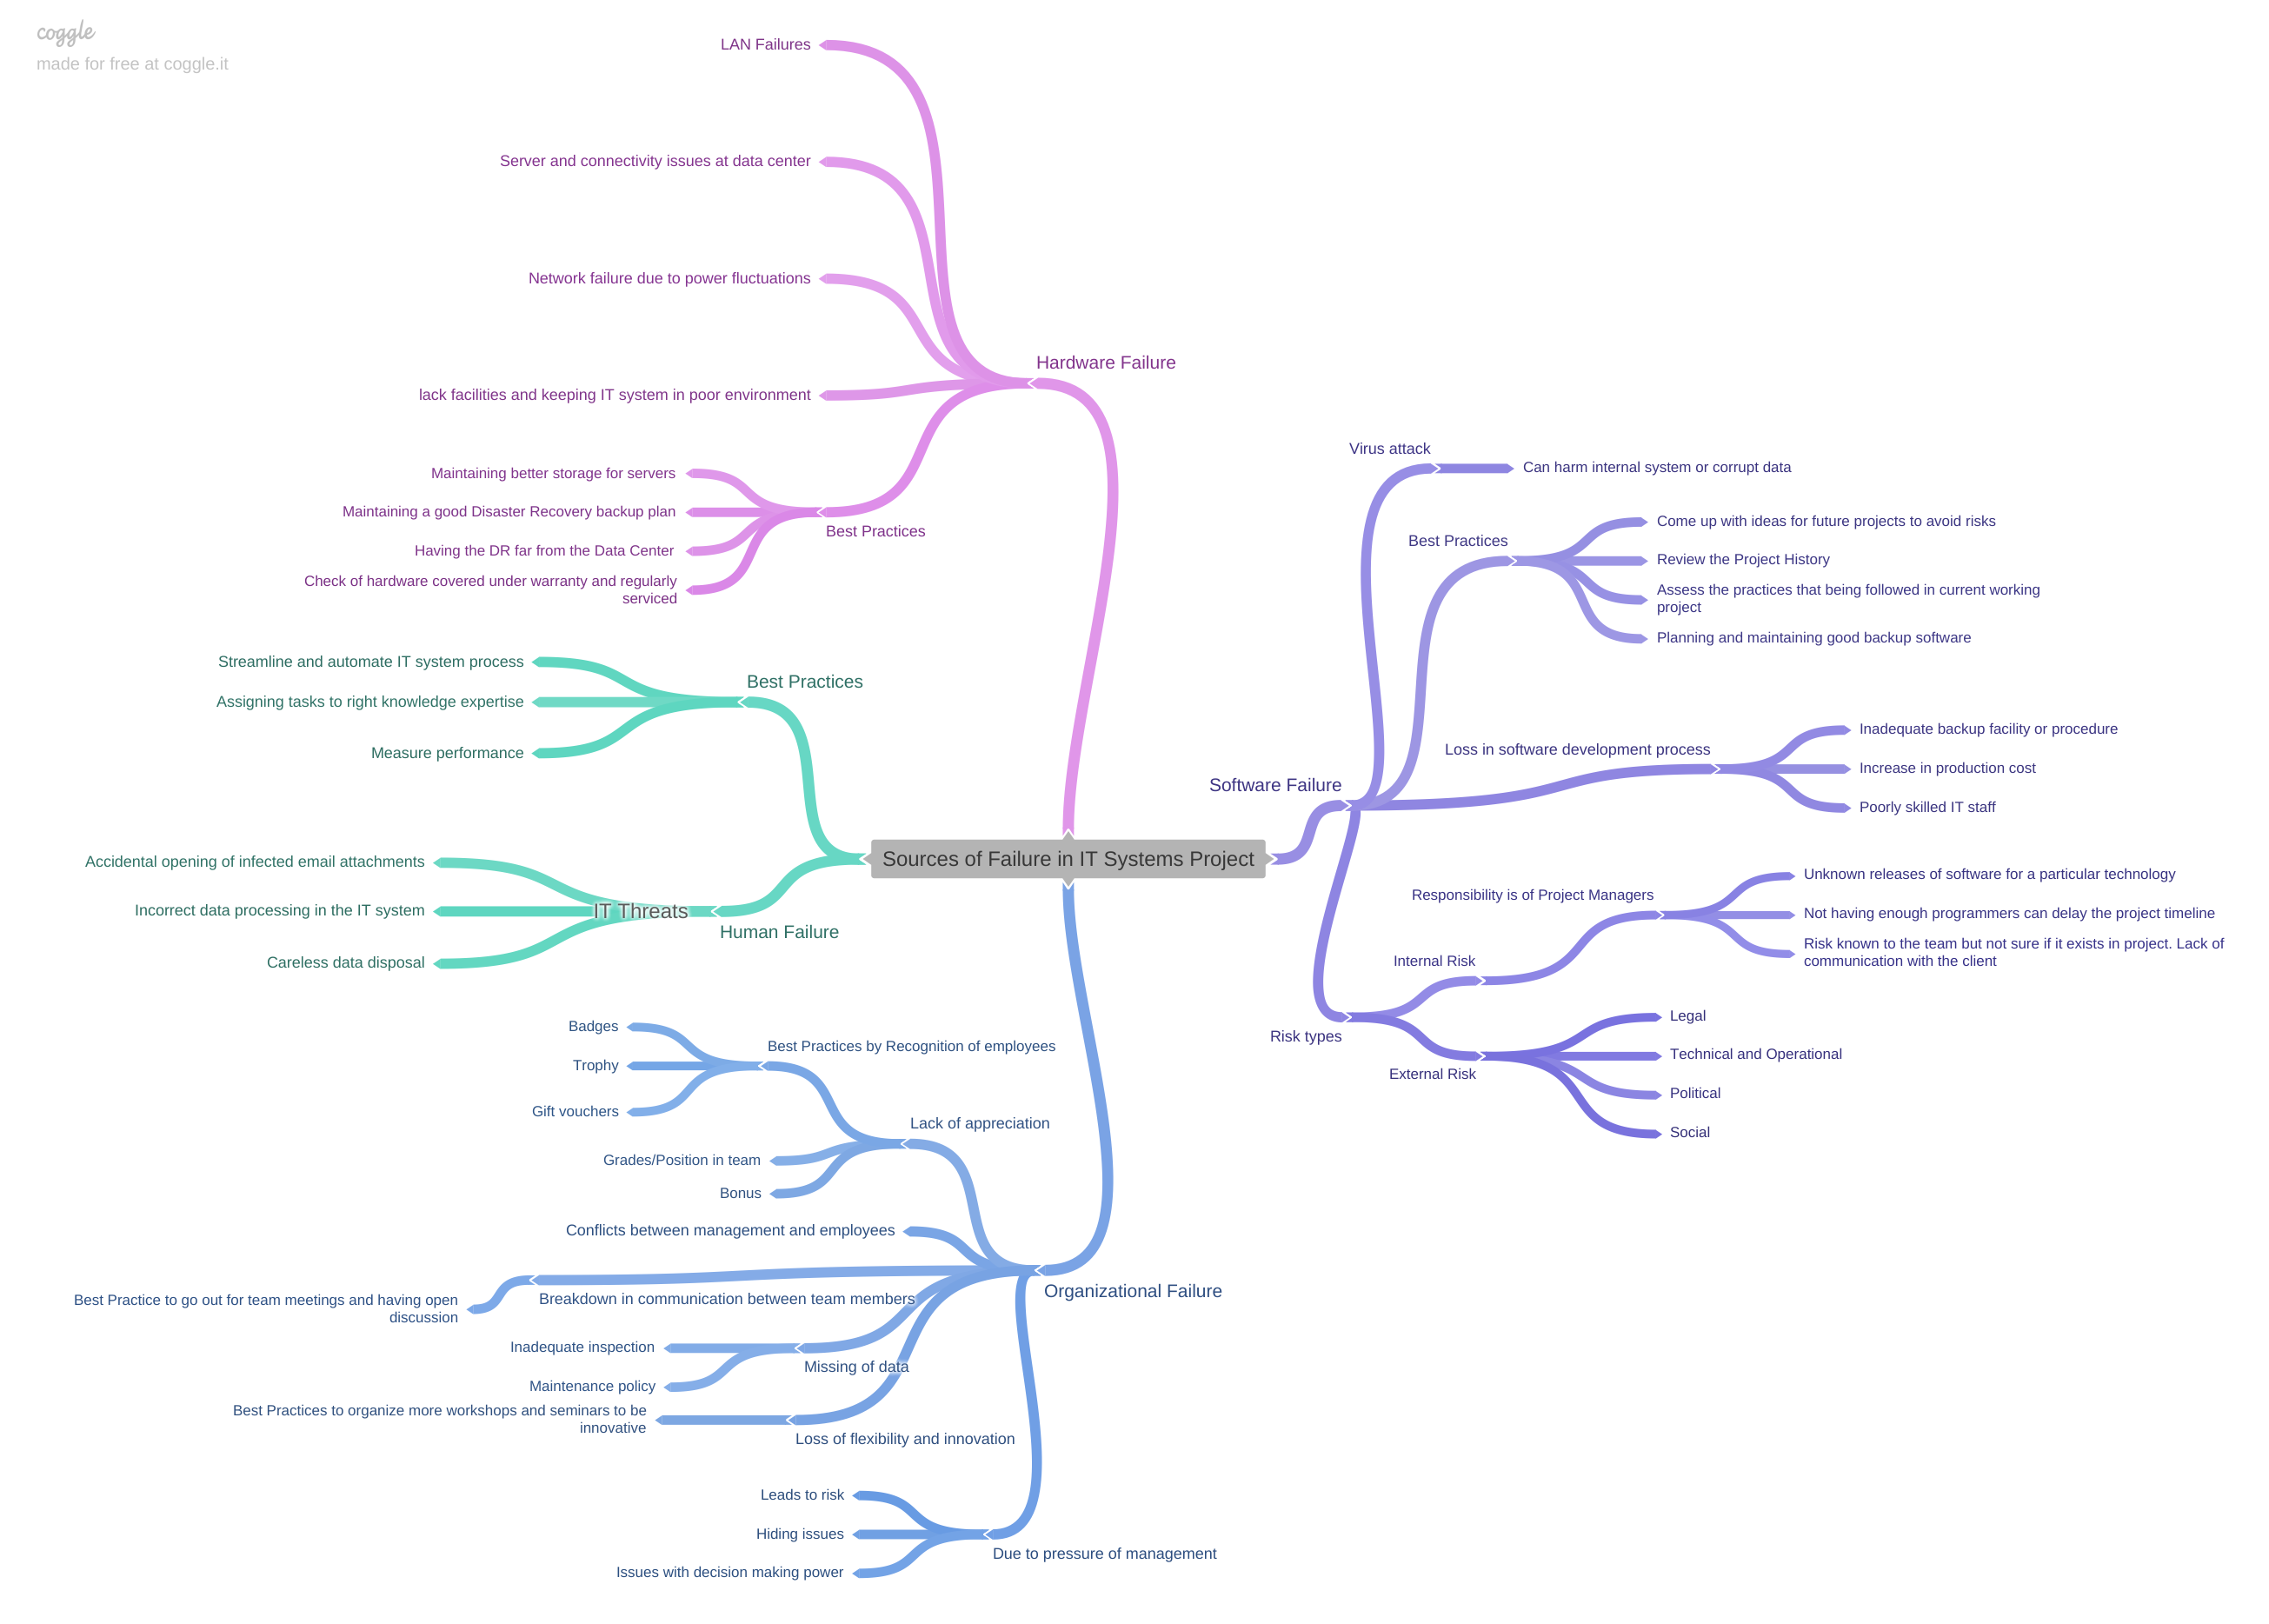 coggle
made for free at coggle.it
Sources of Failure in IT Systems Project
Hardware Failure
LAN Failures
Server and connectivity issues at data center
Network failure due to power fluctuations
lack facilities and keeping IT system in poor environment
Best Practices
Maintaining better storage for servers
Maintaining a good Disaster Recovery backup plan
Having the DR far from the Data Center
Check of hardware covered under warranty and regularly
serviced
Best Practices
Streamline and automate IT system process
Assigning tasks to right knowledge expertise
Measure performance
Human Failure
IT Threats
Accidental opening of infected email attachments
Incorrect data processing in the IT system
Careless data disposal
Organizational Failure
Lack of appreciation
Best Practices by Recognition of employees
Badges
Trophy
Gift vouchers
Grades/Position in team
Bonus
Conflicts between management and employees
Breakdown in communication between team members
Best Practice to go out for team meetings and having open
discussion
Missing of data
Inadequate inspection
Maintenance policy
Loss of flexibility and innovation
Best Practices to organize more workshops and seminars to be
innovative
Due to pressure of management
Leads to risk
Hiding issues
Issues with decision making power
Software Failure
Virus attack
Can harm internal system or corrupt data
Best Practices
Come up with ideas for future projects to avoid risks
Review the Project History
Assess the practices that being followed in current working
project
Planning and maintaining good backup software
Loss in software development process
Inadequate backup facility or procedure
Increase in production cost
Poorly skilled IT staff
Risk types
Internal Risk
Responsibility is of Project Managers
Unknown releases of software for a particular technology
Not having enough programmers can delay the project timeline
Risk known to the team but not sure if it exists in project. Lack of
communication with the client
External Risk
Legal
Technical and Operational
Political
Social